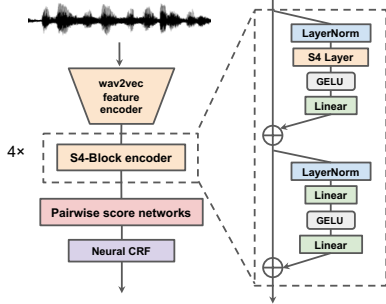 wav2vec
feature
encoder
4×
S4-Block encoder
Pairwise score networks
Neural CRF
LayerNorm
S4 Layer
GELU
Linear
LayerNorm
Linear
GELU
Linear